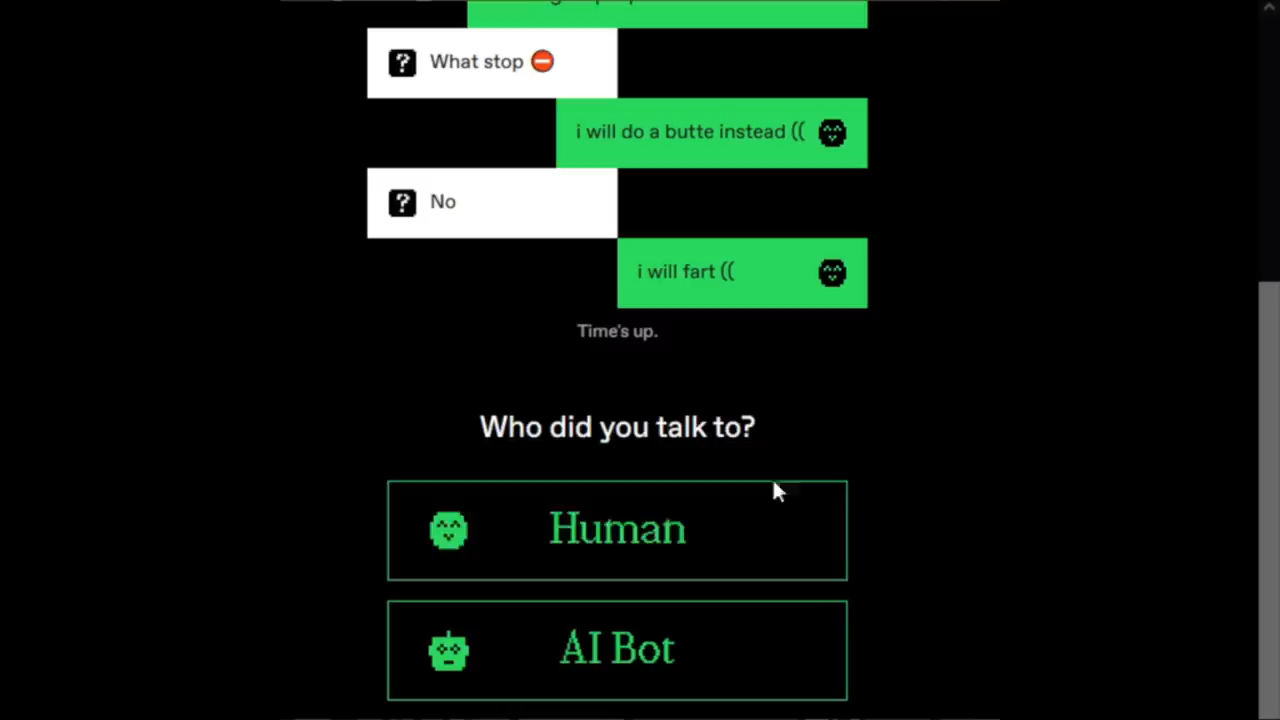 What stop ⛔
i will do a butte instead ((
No
i will fart ((
Time's up.
Who did you talk to?
Human
AI Bot